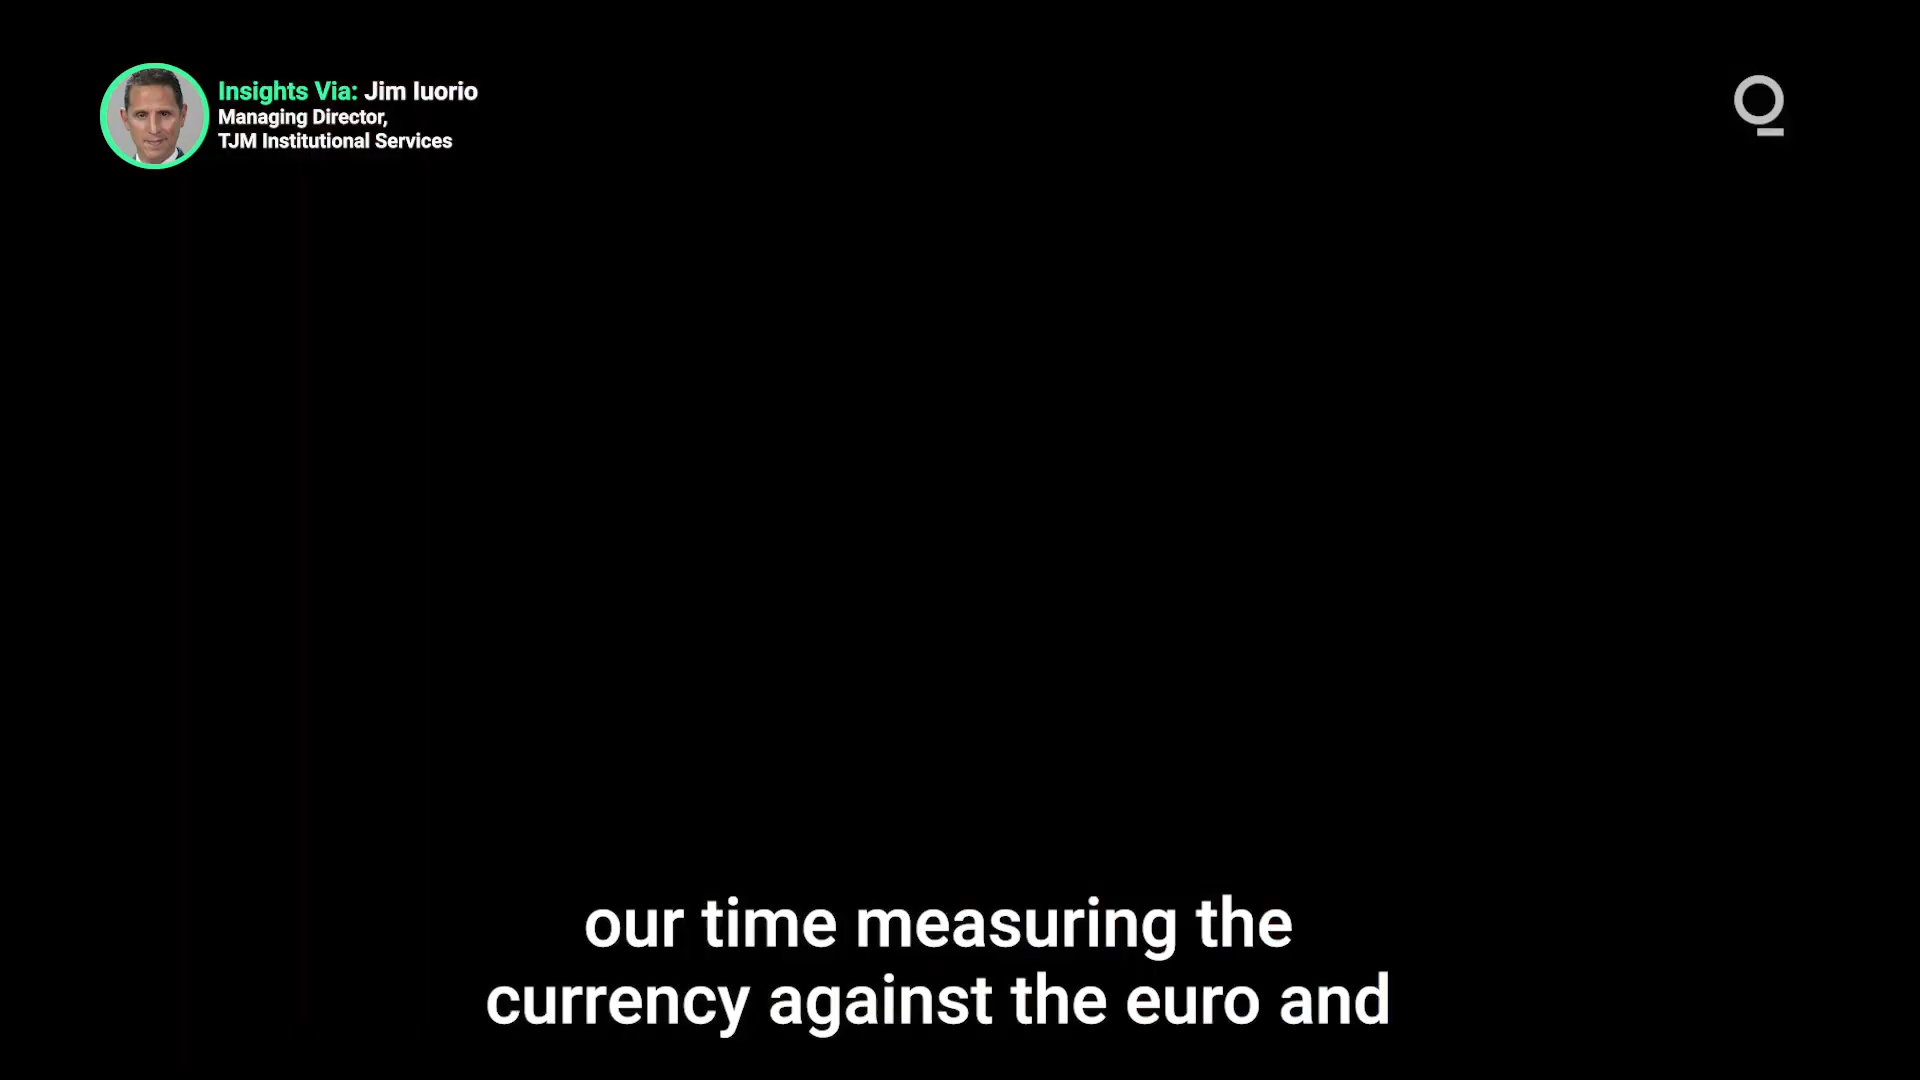 Insights Via: Jim Iuorio
Managing Director,
TJM Institutional Services
our time measuring the
currency against the euro and